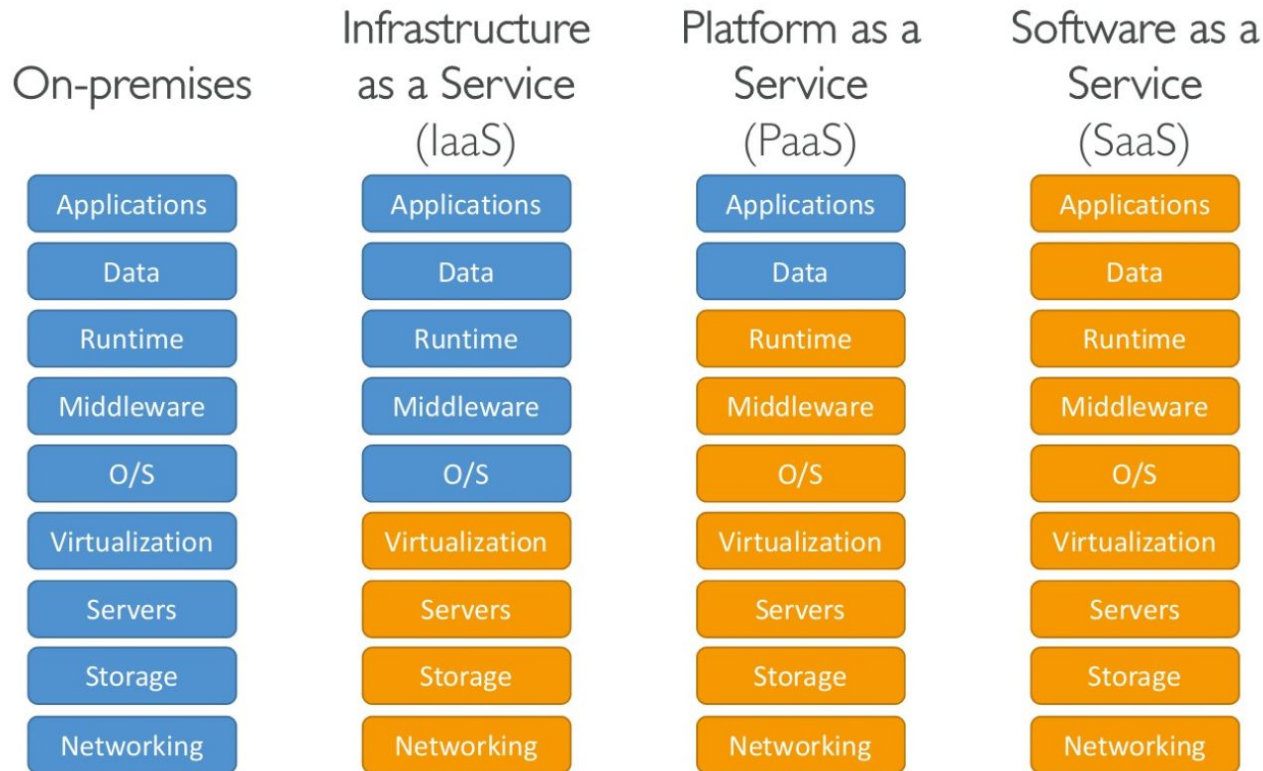 On-premises
Infrastructure
as a Service
(IaaS)
Platform as a
Service
(PaaS)
Software as a
Service
(SaaS)
Applications
Data
Runtime
Middleware
O/S
Virtualization
Servers
Storage
Networking
Applications
Data
Runtime
Middleware
O/S
Virtualization
Servers
Storage
Networking
Applications
Data
Runtime
Middleware
O/S
Virtualization
Servers
Storage
Networking
Applications
Data
Runtime
Middleware
O/S
Virtualization
Servers
Storage
Networking